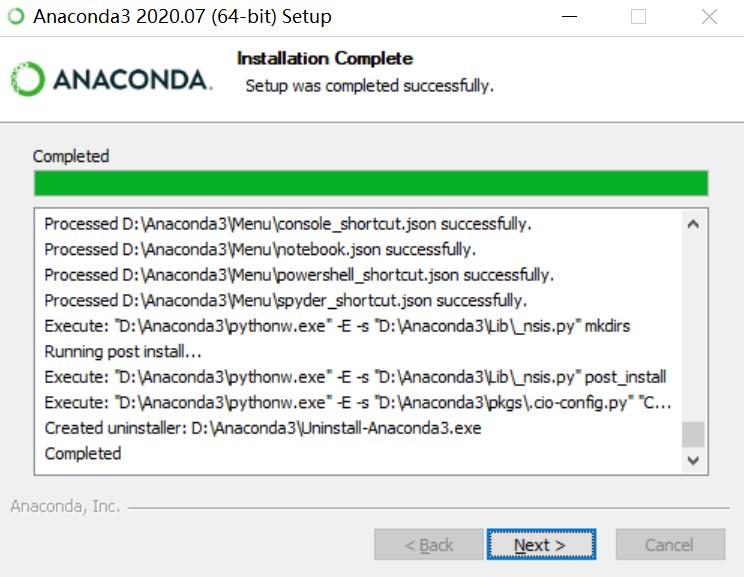 Anaconda3 2020.07 (64-bit) Setup
ANACONDA.
Installation Complete
Setup was completed successfully.
Completed
Processed D:\Anaconda3\Menu\console_shortcut.json successfully.
Processed D:\Anaconda3\Menu\notebook.json successfully.
Processed D:\Anaconda3\Menu\powershell_shortcut.json successfully.
Processed D:\Anaconda3\Menu\spyder_shortcut.json successfully.
Execute: "D:\Anaconda3\pythonw.exe" -E -s "D:\Anaconda3\Lib\_nsis.py" mkdirs
Running post install...
Execute: "D:\Anaconda3\pythonw.exe" -E -s "D:\Anaconda3\Lib\_nsis.py" post_install
Execute: "D:\Anaconda3\pythonw.exe" -E -s "D:\Anaconda3\pkgs\.cio-config.py" "C...
Created uninstaller: D:\Anaconda3\Uninstall-Anaconda3.exe
Completed
Anaconda, Inc.
< Back
Next >
Cancel